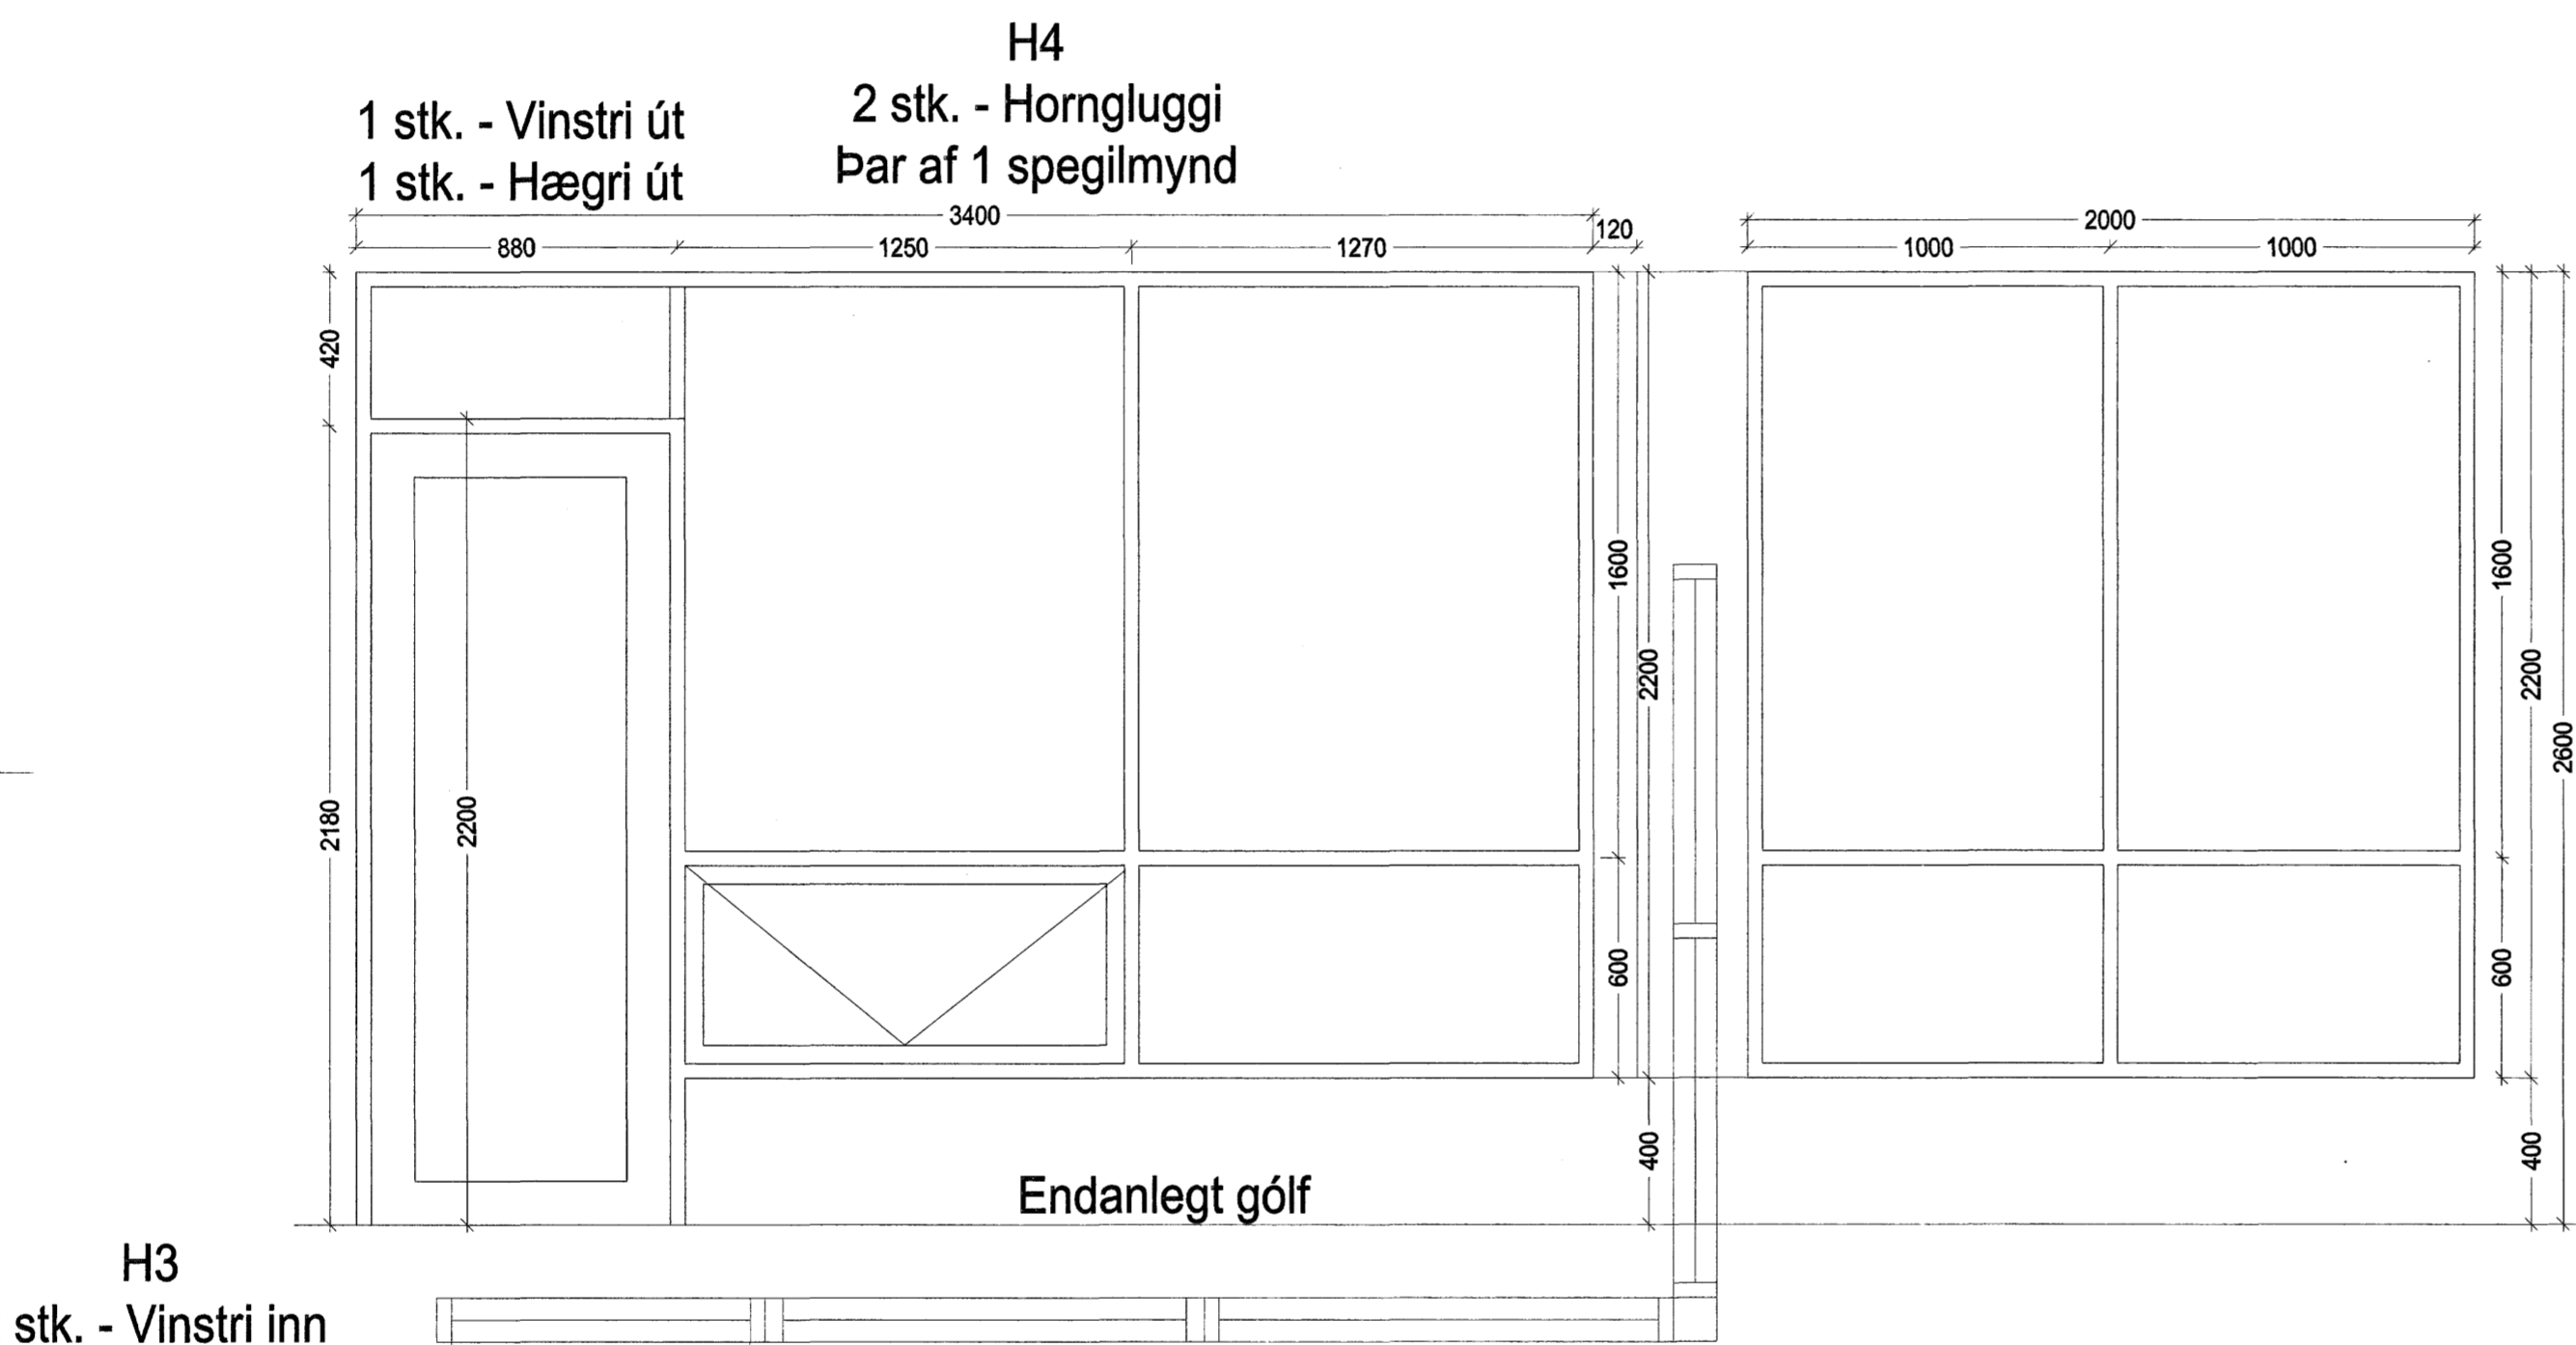 H4
2 stk. - Horngluggi
Þar af 1 spegilmynd
1 stk. - Vinstri út
1 stk. - Hægri út
3400
120
2000
880
1250
1270
1000
1000
420
2180
2200
1600
600
2200
400
1600
600
2200
400
2600
Endanlegt gólf
H3
stk. - Vinstri inn